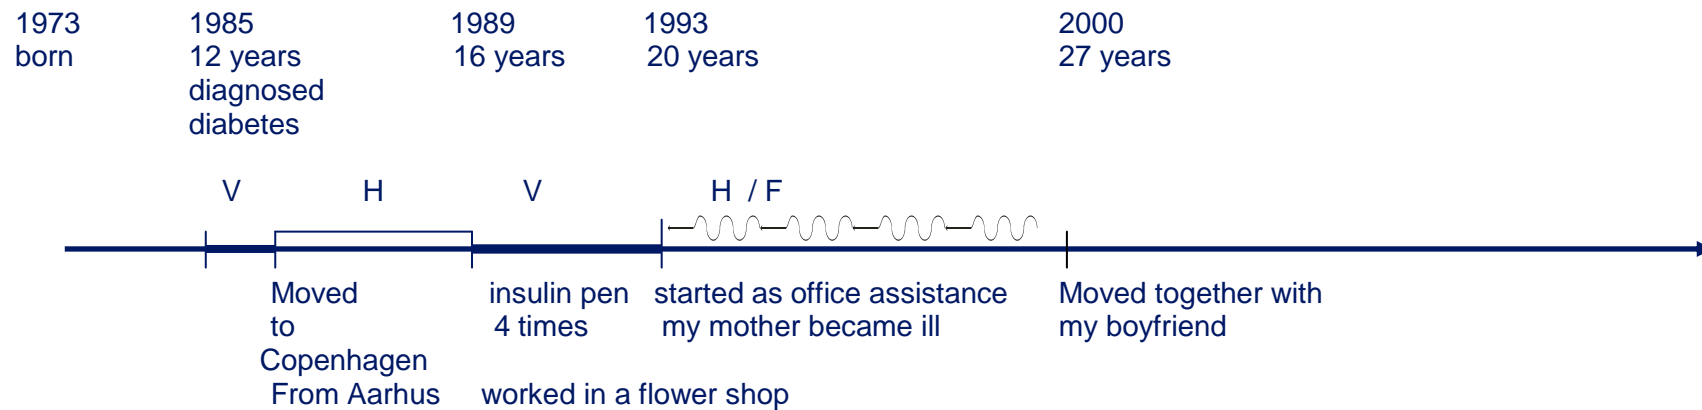 1973 1985 1989 1993 2000
born 12 years 16 years 20 years 27 years
diagnosed
diabetes
V H V H / F
Moved insulin pen started as office assistance Moved together with
to 4 times my mother became ill my boyfriend
Copenhagen
From Aarhus worked in a flower shop